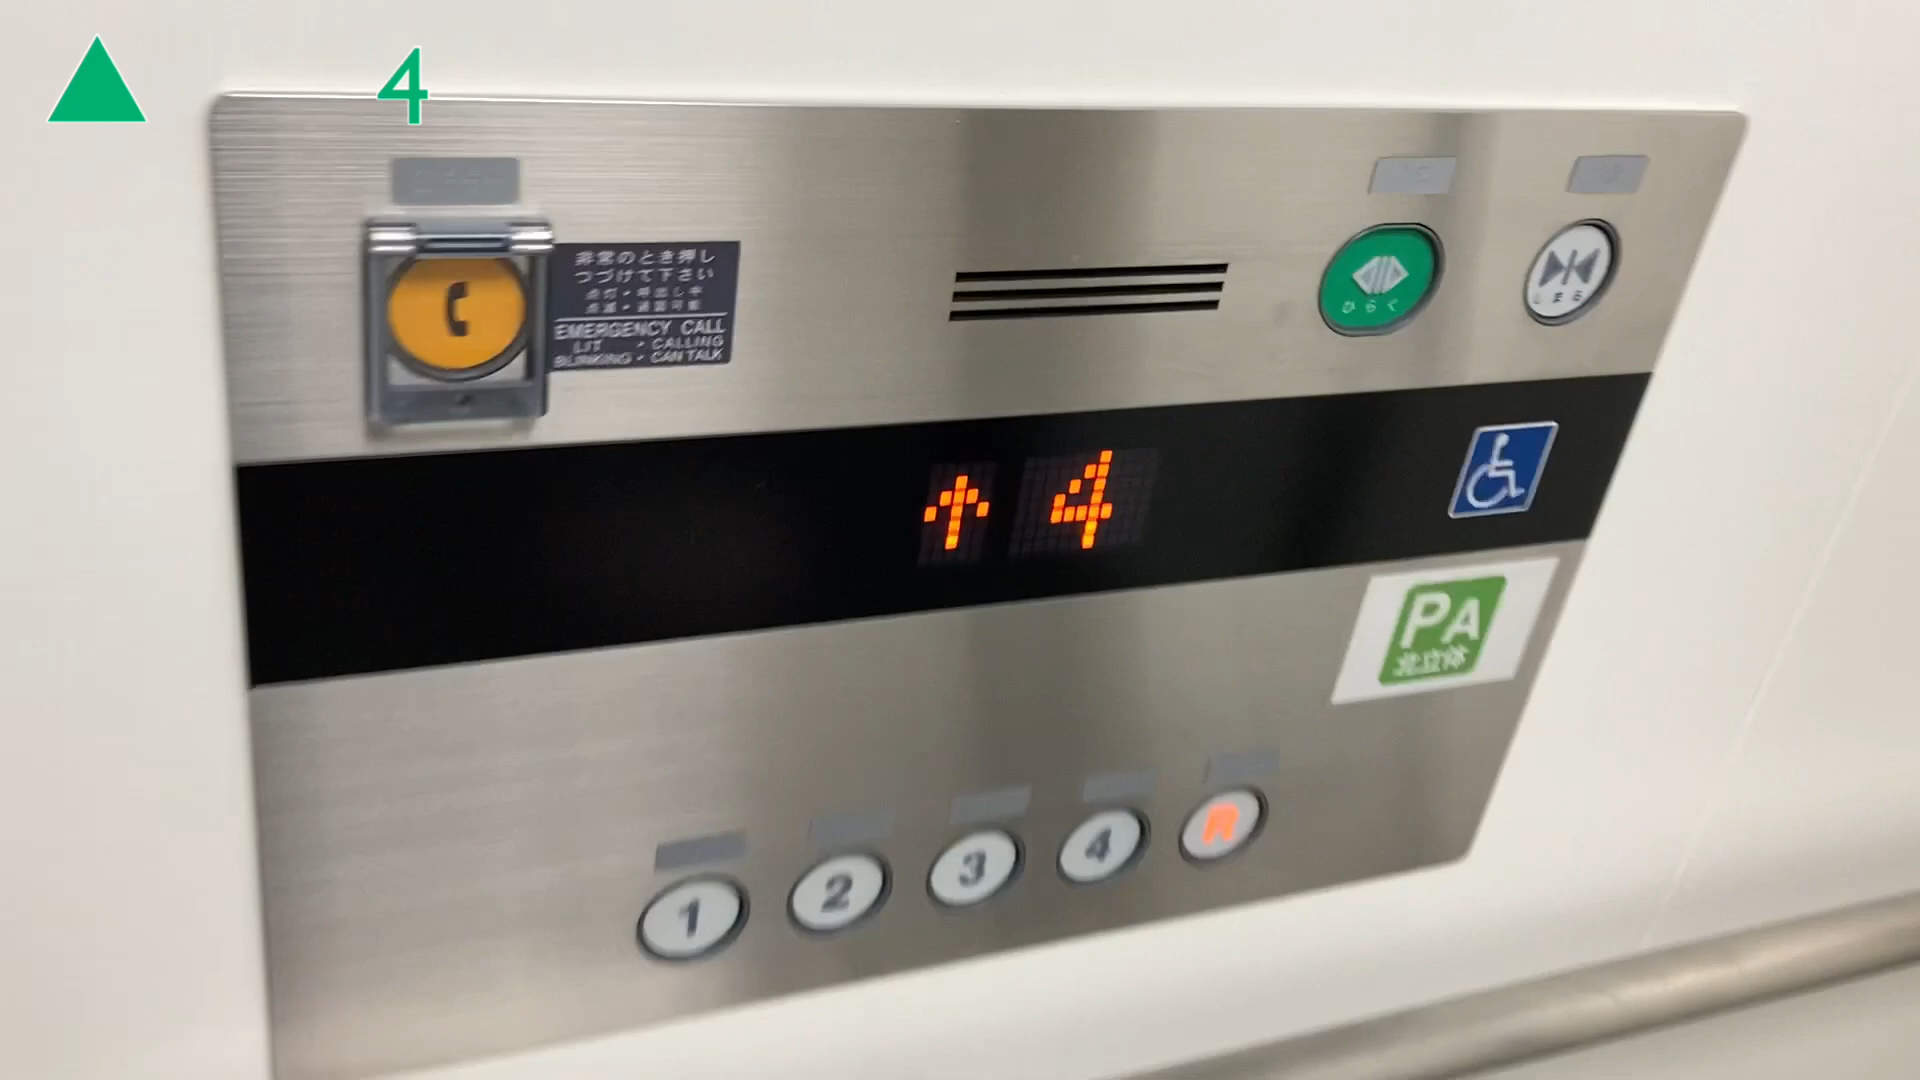 4
非常のとき押し
つづけて下さい
点灯・呼出し中
点滅・通話可能
EMERGENCY CALL
LIT ・CALLING
BLINKING・CAN TALK
ひらく
しまる
↑ 4
PA
1
2
3
4
R